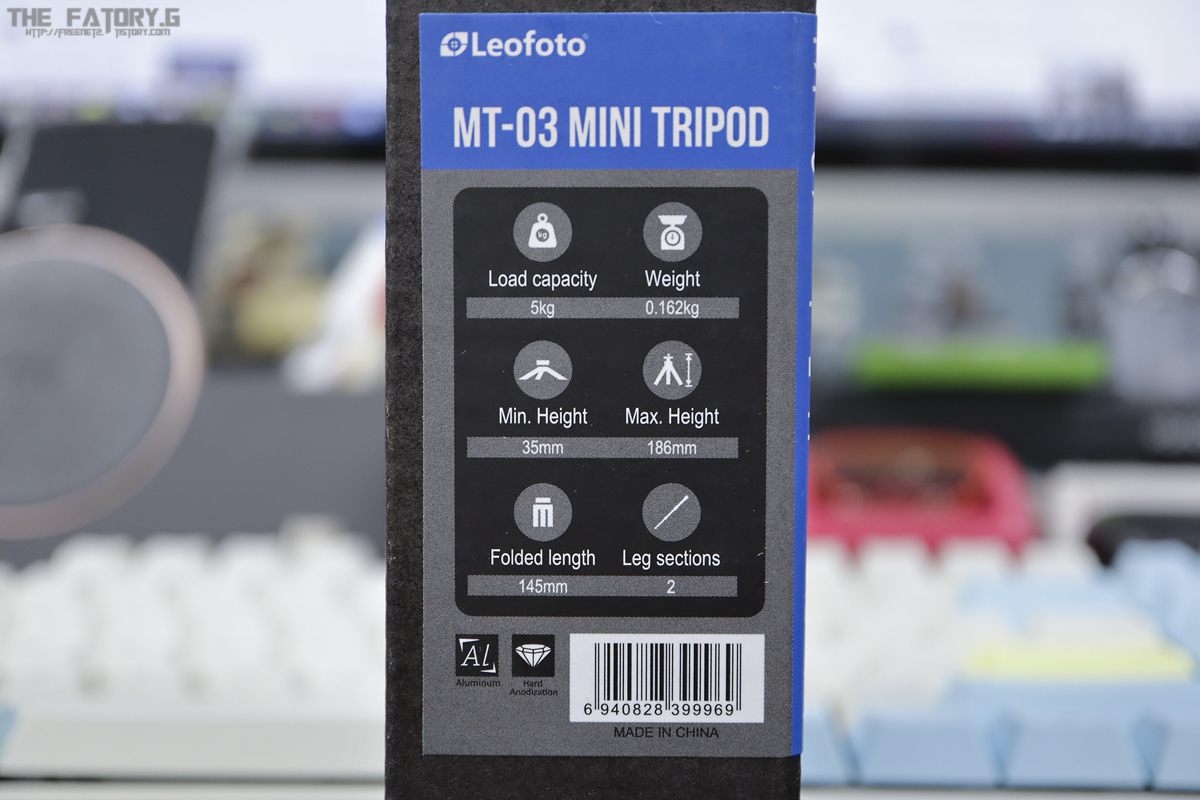 THE FATORY.G
HTTP://FREENET2.TISTORY.COM
Leofoto
MT-03 MINI TRIPOD
kg
Load capacity Weight
5kg 0.162kg
Min. Height Max. Height
35mm 186mm
Folded length Leg sections
145mm 2
Al
Aluminum
Hard
Anodization
6 940828 399969
MADE IN CHINA